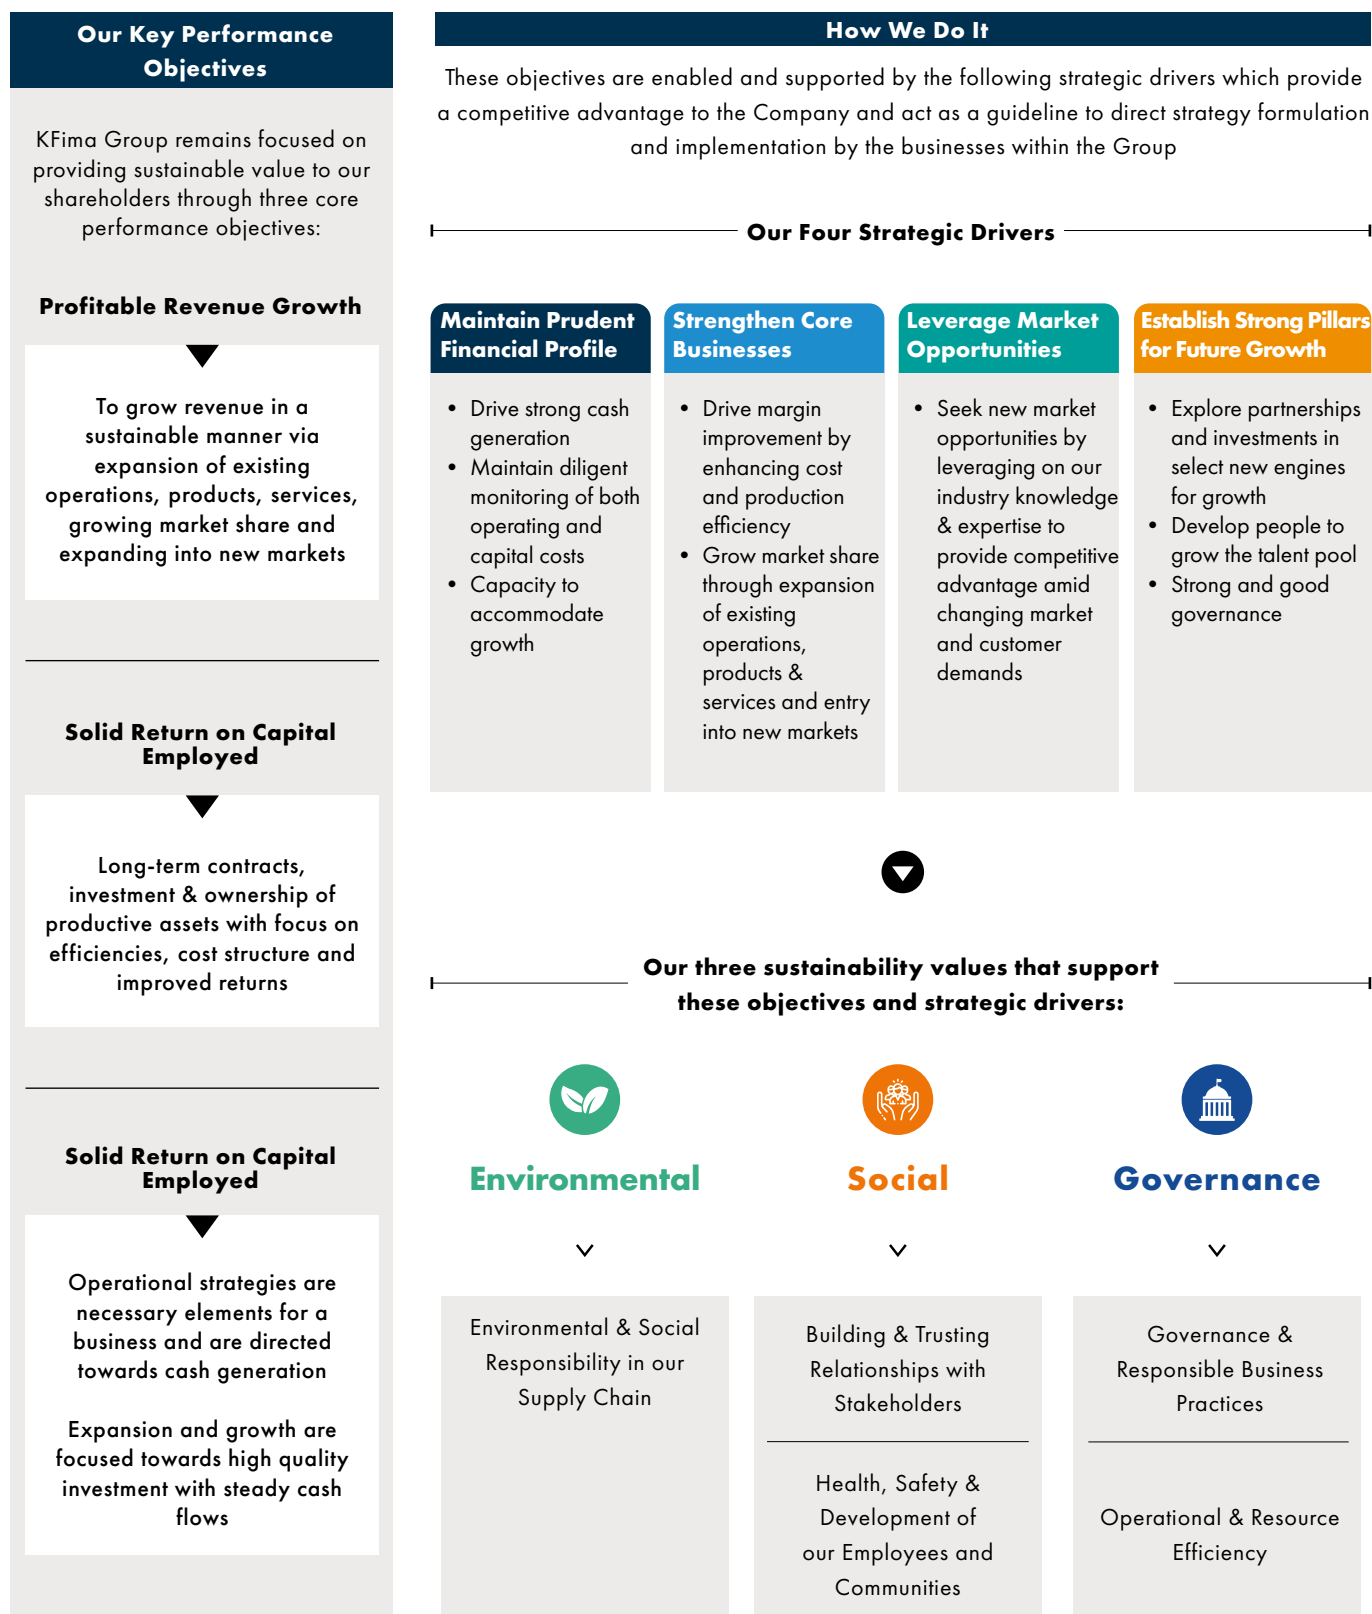 Our Key Performance
Objectives
KFima Group remains focused on
providing sustainable value to our
shareholders through three core
performance objectives:
Profitable Revenue Growth
To grow revenue in a
sustainable manner via
expansion of existing
operations, products, services,
growing market share and
expanding into new markets
Solid Return on Capital
Employed
Long-term contracts,
investment & ownership of
productive assets with focus on
efficiencies, cost structure and
improved returns
Solid Return on Capital
Employed
Operational strategies are
necessary elements for a
business and are directed
towards cash generation
Expansion and growth are
focused towards high quality
investment with steady cash
flows
How We Do It
These objectives are enabled and supported by the following strategic drivers which provide
a competitive advantage to the Company and act as a guideline to direct strategy formulation
and implementation by the businesses within the Group
Our Four Strategic Drivers
Maintain Prudent
Financial Profile
• Drive strong cash
generation
• Maintain diligent
monitoring of both
operating and
capital costs
• Capacity to
accommodate
growth
Strengthen Core
Businesses
• Drive margin
improvement by
enhancing cost
and production
efficiency
• Grow market share
through expansion
of existing
operations,
products &
services and entry
into new markets
Leverage Market
Opportunities
• Seek new market
opportunities by
leveraging on our
industry knowledge
& expertise to
provide competitive
advantage amid
changing market
and customer
demands
Establish Strong Pillars
for Future Growth
• Explore partnerships
and investments in
select new engines
for growth
• Develop people to
grow the talent pool
• Strong and good
governance
Our three sustainability values that support
these objectives and strategic drivers:
Environmental
Environmental & Social
Responsibility in our
Supply Chain
Social
Building & Trusting
Relationships with
Stakeholders
Health, Safety &
Development of
our Employees and
Communities
Governance
Governance &
Responsible Business
Practices
Operational & Resource
Efficiency